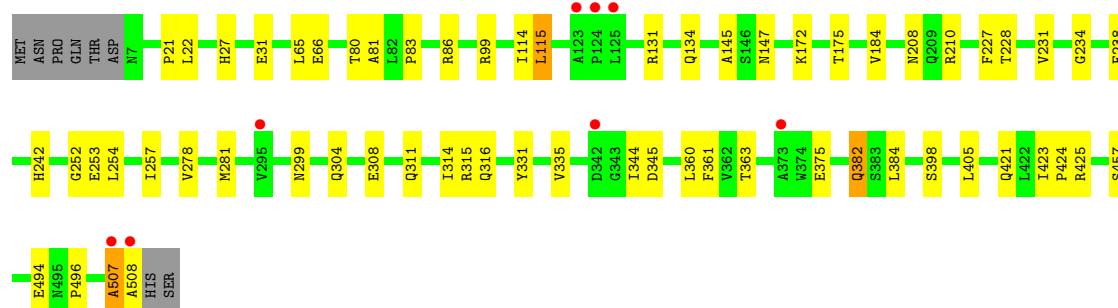 MET ASN PRO GLN THR ASP N7 P21 L22 H27 E31 L65 E66 T80 A81 L82 P83 R86 R99 I114 L115 A123 P124 L125 R131 Q134 A145 S146 N147 K172 T175 V184 N208 Q209 R210 F227 T228 V231 G234
H242 G252 E253 L254 I257 V278 M281 V295 N299 Q304 E308 Q311 I314 R315 Q316 Y331 V335 D342 G343 I344 D345 L360 F361 V362 T363 A373 W374 E375 Q382 S383 L384 S398 L405 Q421 L422 I423 P424 R425 S457
E494 N495 P496 A507 A508 HIS SER